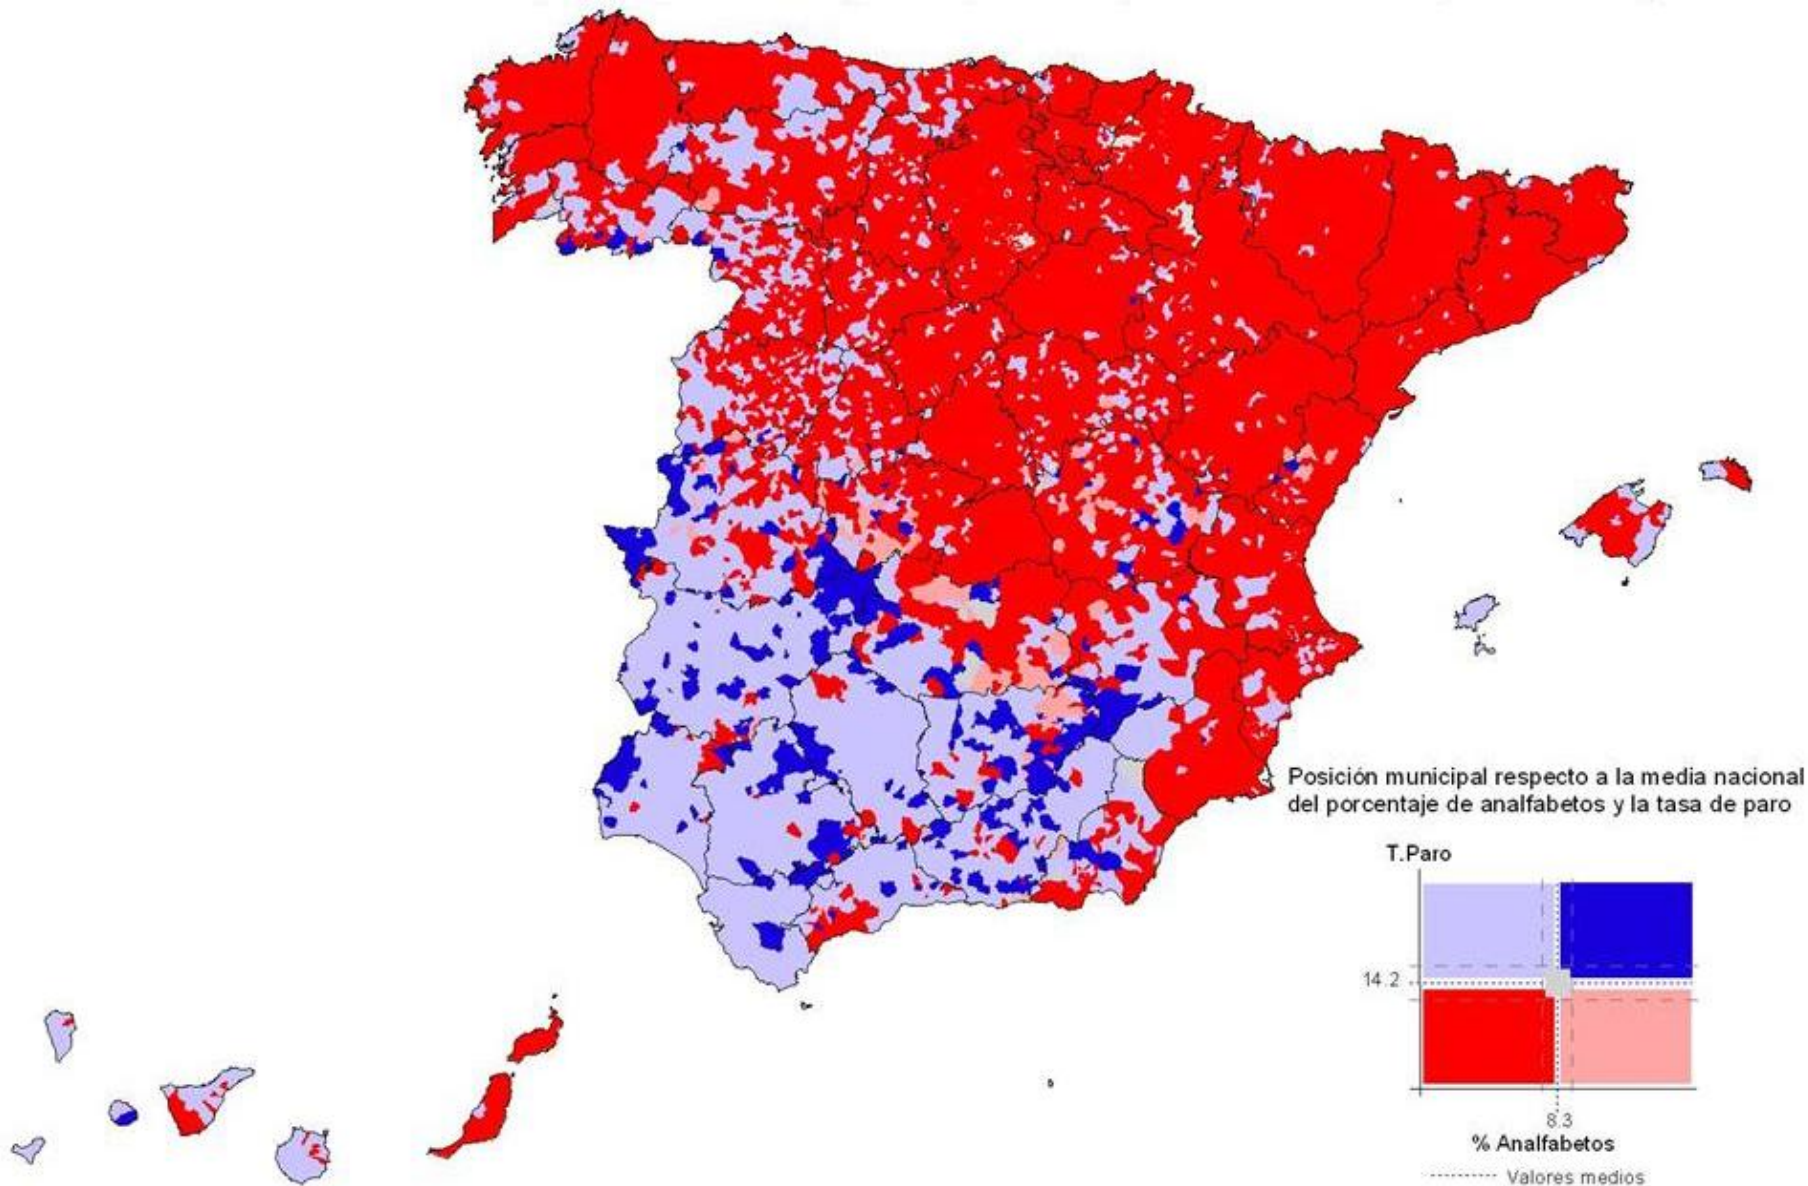 Posición municipal respecto a la media nacional
del porcentaje de analfabetos y la tasa de paro
T.Paro
14.2
8.3
% Analfabetos
Valores medios